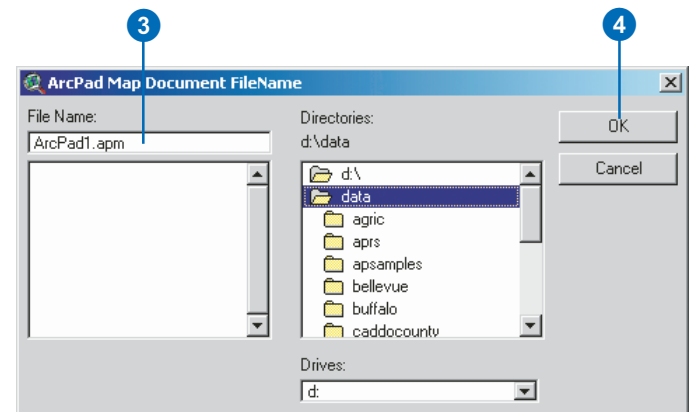 3
4
ArcPad Map Document FileName
File Name:
ArcPad1.apm
Directories:
d:\data
d:\
data
agric
aprs
apsamples
bellevue
buffalo
caddocounty
Drives:
d:
OK
Cancel